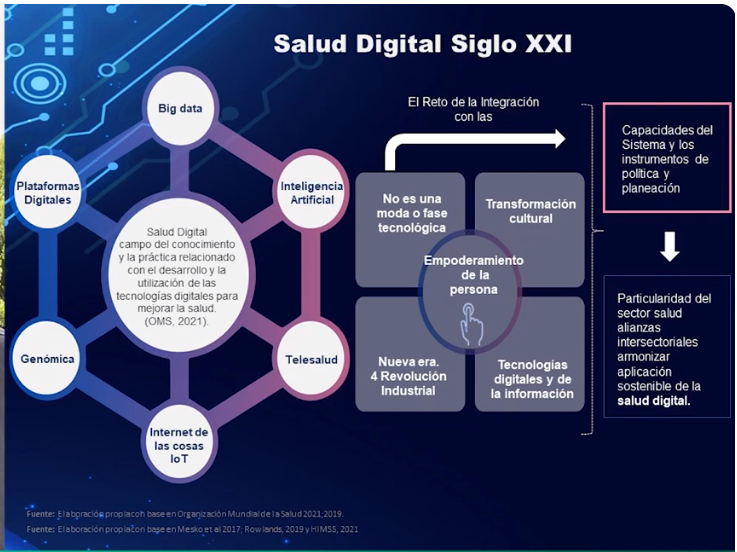 Salud Digital Siglo XXI
Big data
Plataformas
Digitales
Inteligencia
Artificial
Salud Digital
campo del conocimiento
y la práctica relacionado
con el desarrollo y la
utilización de las
tecnologías digitales para
mejorar la salud.
(OMS, 2021).
Genómica
Telesalud
Internet de
las cosas
IoT
El Reto de la Integración
con las
No es una
moda o fase
tecnológica
Transformación
cultural
Empoderamiento
de la
persona
Nueva era.
4 Revolución
Industrial
Tecnologías
digitales y de
la información
Capacidades del
Sistema y los
instrumentos de
política y
planeación
Particularidad del
sector salud
alianzas
intersectoriales
armonizar
aplicación
sostenible de la
salud digital.
Fuente: Elaboración propia con base en Organización Mundial de la Salud 2021;2019.
Fuente: Elaboración propia con base en Mesko et al 2017; Rowlands, 2019 y HIMSS, 2021